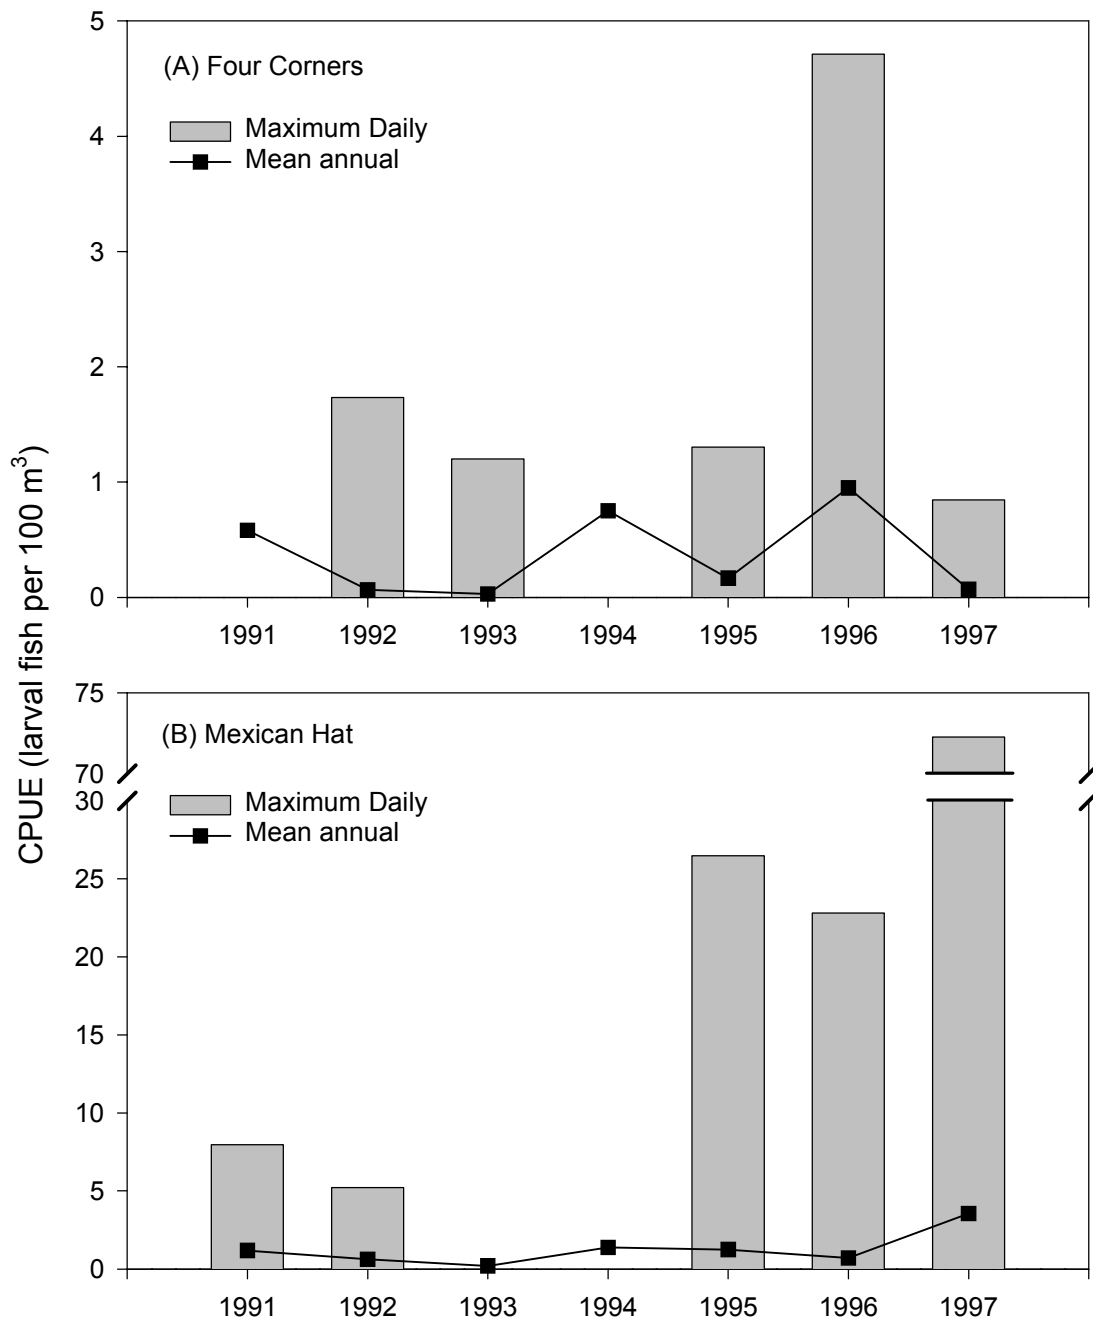 5
(A) Four Corners
Maximum Daily
4
Mean annual
3
2
1
0
1991 1992 1993 1994 1995 1996 1997
CPUE (larval fish per 100 m³)
75
(B) Mexican Hat
70
30
Maximum Daily
Mean annual
25
20
15
10
5
0
1991 1992 1993 1994 1995 1996 1997